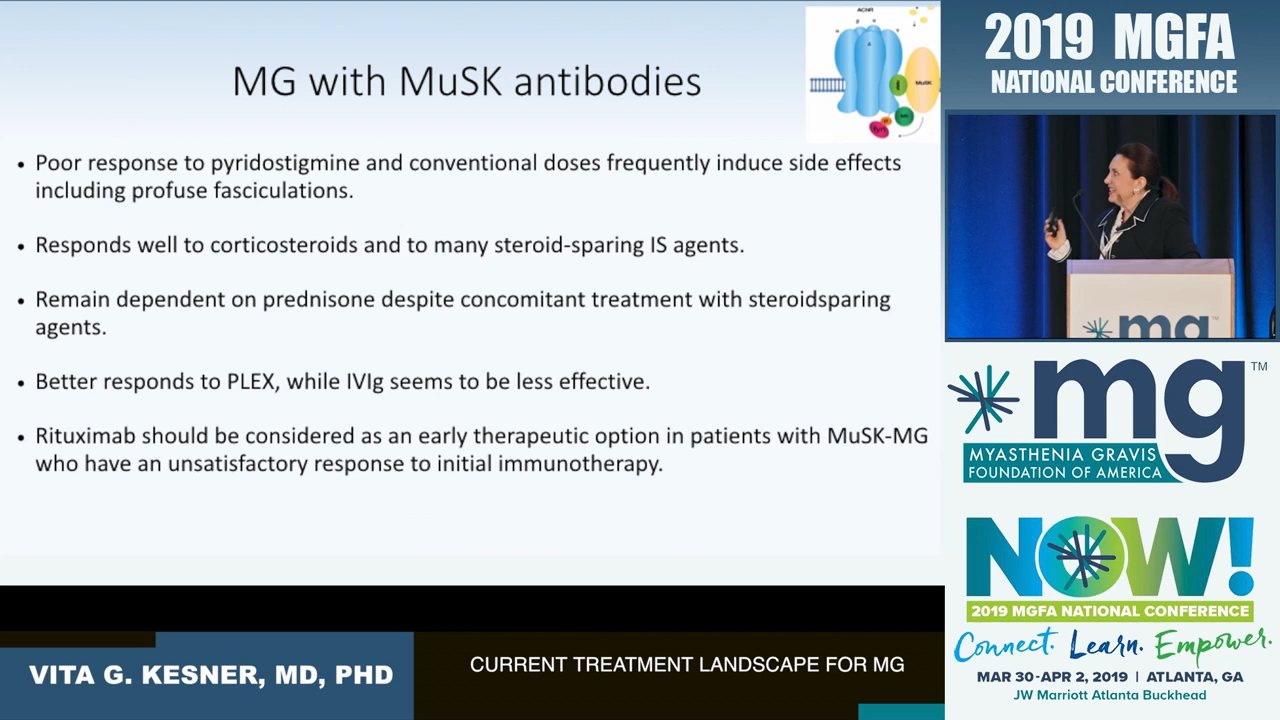 MG with MuSK antibodies
AChR
MuSK
• Poor response to pyridostigmine and conventional doses frequently induce side effects
including profuse fasciculations.
• Responds well to corticosteroids and to many steroid-sparing IS agents.
• Remain dependent on prednisone despite concomitant treatment with steroidsparing
agents.
• Better responds to PLEX, while IVIg seems to be less effective.
• Rituximab should be considered as an early therapeutic option in patients with MuSK-MG
who have an unsatisfactory response to initial immunotherapy.
VITA G. KESNER, MD, PHD
CURRENT TREATMENT LANDSCAPE FOR MG
2019 MGFA
NATIONAL CONFERENCE
mg
mg™
MYASTHENIA GRAVIS
FOUNDATION OF AMERICA
NOW!
2019 MGFA NATIONAL CONFERENCE
Connect. Learn. Empower.
MAR 30-APR 2, 2019 | ATLANTA, GA
JW Marriott Atlanta Buckhead